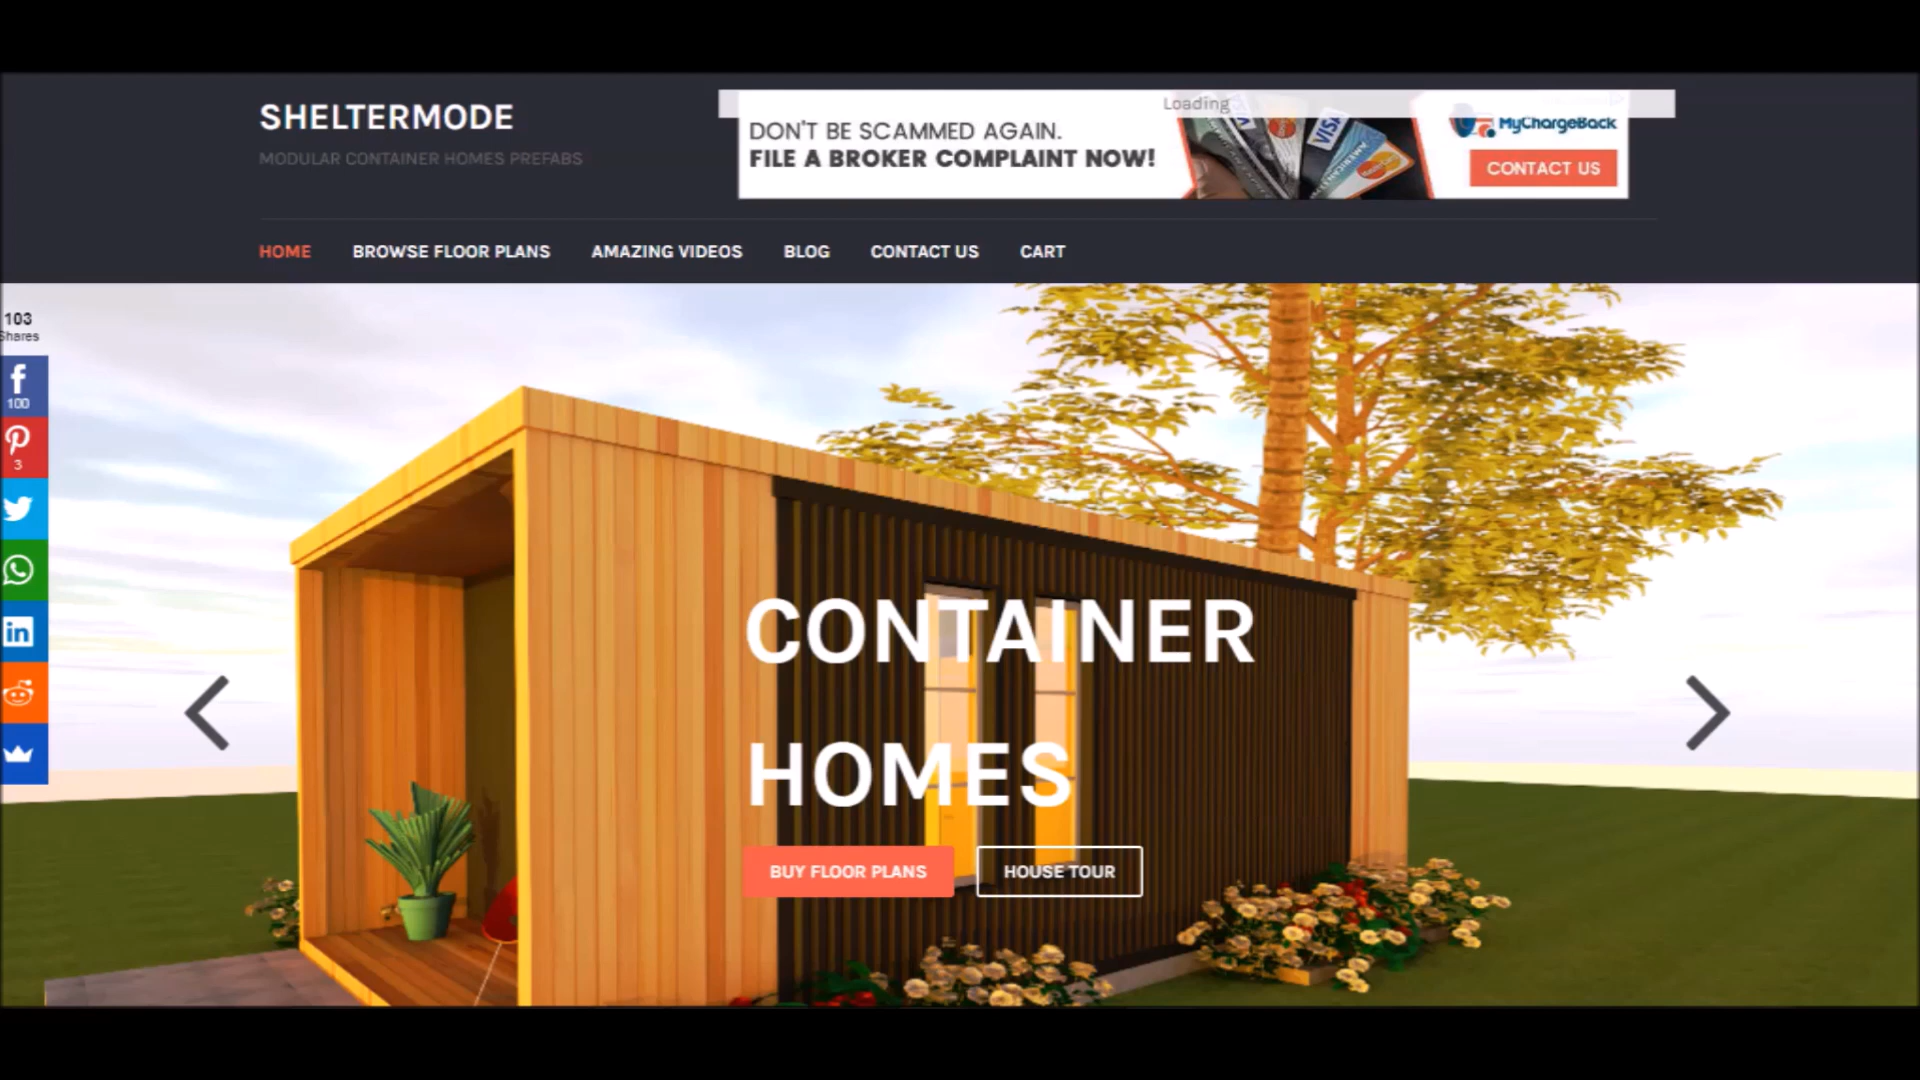 SHELTERMODE
MODULAR CONTAINER HOMES PREFABS
Loading
DON'T BE SCAMMED AGAIN.
FILE A BROKER COMPLAINT NOW!
VISA
MyChargeBack
CONTACT US
HOME BROWSE FLOOR PLANS AMAZING VIDEOS BLOG CONTACT US CART
103
Shares
100
3
CONTAINER
HOMES
BUY FLOOR PLANS HOUSE TOUR